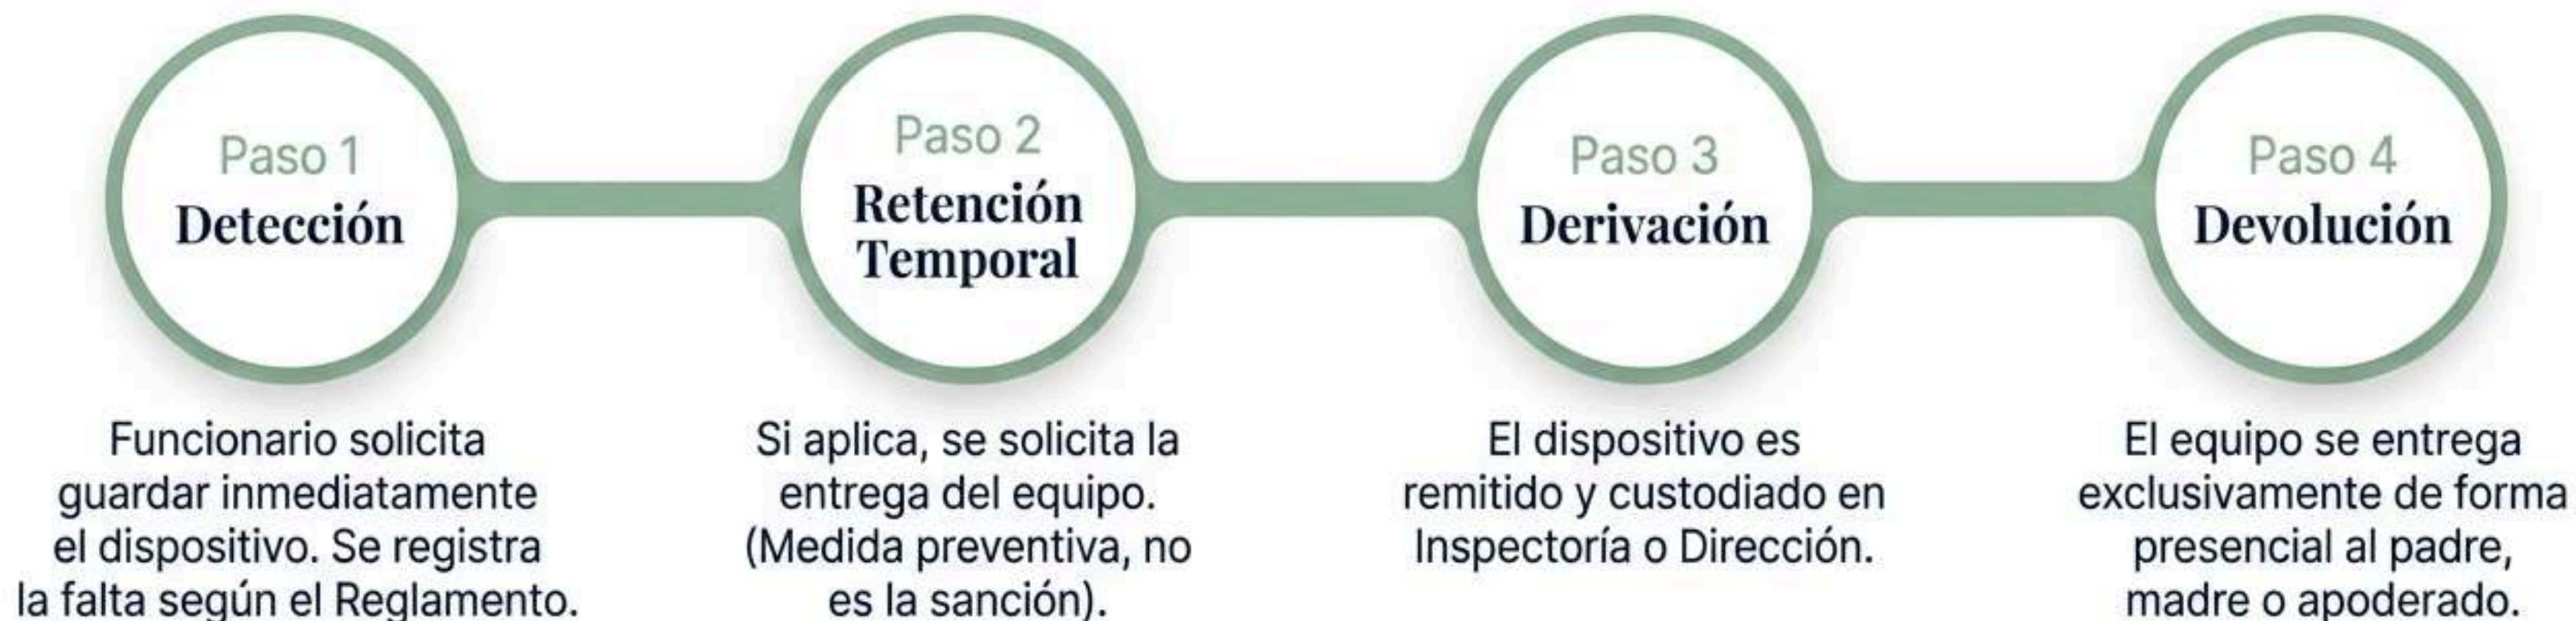 Paso 1
Detección
Funcionario solicita
guardar inmediatamente
el dispositivo. Se registra
la falta según el Reglamento.
Paso 2
Retención
Temporal
Si aplica, se solicita la
entrega del equipo.
(Medida preventiva, no
es la sanción).
Paso 3
Derivación
El dispositivo es
remitido y custodiado en
Inspectoría o Dirección.
Paso 4
Devolución
El equipo se entrega
exclusivamente de forma
presencial al padre,
madre o apoderado.